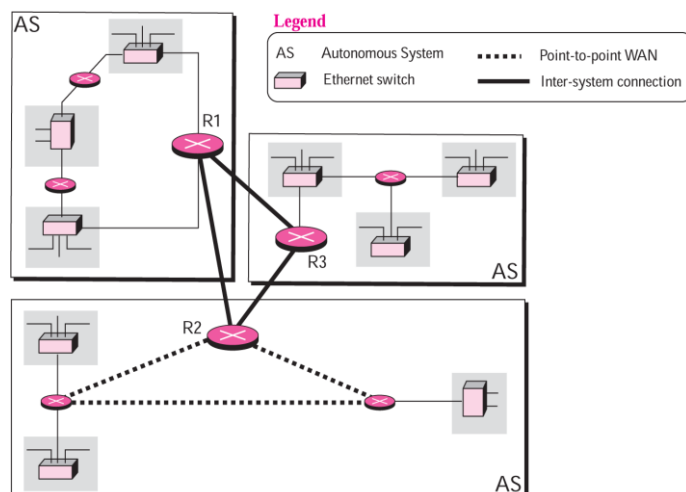 AS
Legend
AS Autonomous System
Point-to-point WAN
Ethernet switch
Inter-system connection
R1
R3
AS
R2
AS